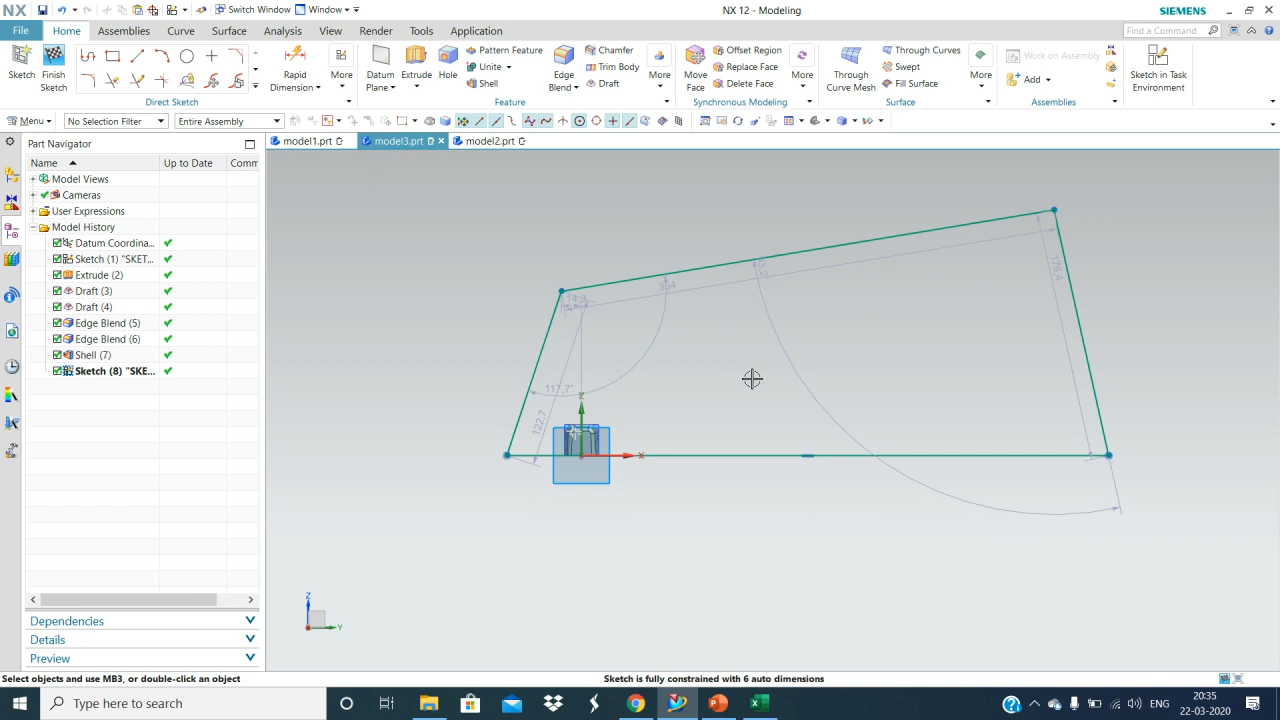 NX
Switch Window
Window
NX 12 - Modeling
SIEMENS
File
Home
Assemblies
Curve
Surface
Analysis
View
Render
Tools
Application
Find a Command
Sketch
Finish Sketch
Direct Sketch
Rapid Dimension
More
Datum Plane
Extrude
Hole
Pattern Feature
Unite
Shell
Edge Blend
Chamfer
Trim Body
Draft
More
Feature
Move Face
Offset Region
Replace Face
Delete Face
More
Synchronous Modeling
Through Curve Mesh
Through Curves
Swept
Fill Surface
More
Surface
Work on Assembly
Add
Assemblies
Sketch in Task Environment
Menu
No Selection Filter
Entire Assembly
Part Navigator
model1.prt
model3.prt
model2.prt
Name
Up to Date
Comm
Model Views
Cameras
User Expressions
Model History
Datum Coordina...
Sketch (1) "SKET...
Extrude (2)
Draft (3)
Draft (4)
Edge Blend (5)
Edge Blend (6)
Shell (7)
Sketch (8) "SKE...
Dependencies
Details
Preview
178.4
117.7°
122.7
Z
X
Z
Y
Select objects and use MB3, or double-click an object
Sketch is fully constrained with 6 auto dimensions
Type here to search
ENG
20:35
22-03-2020